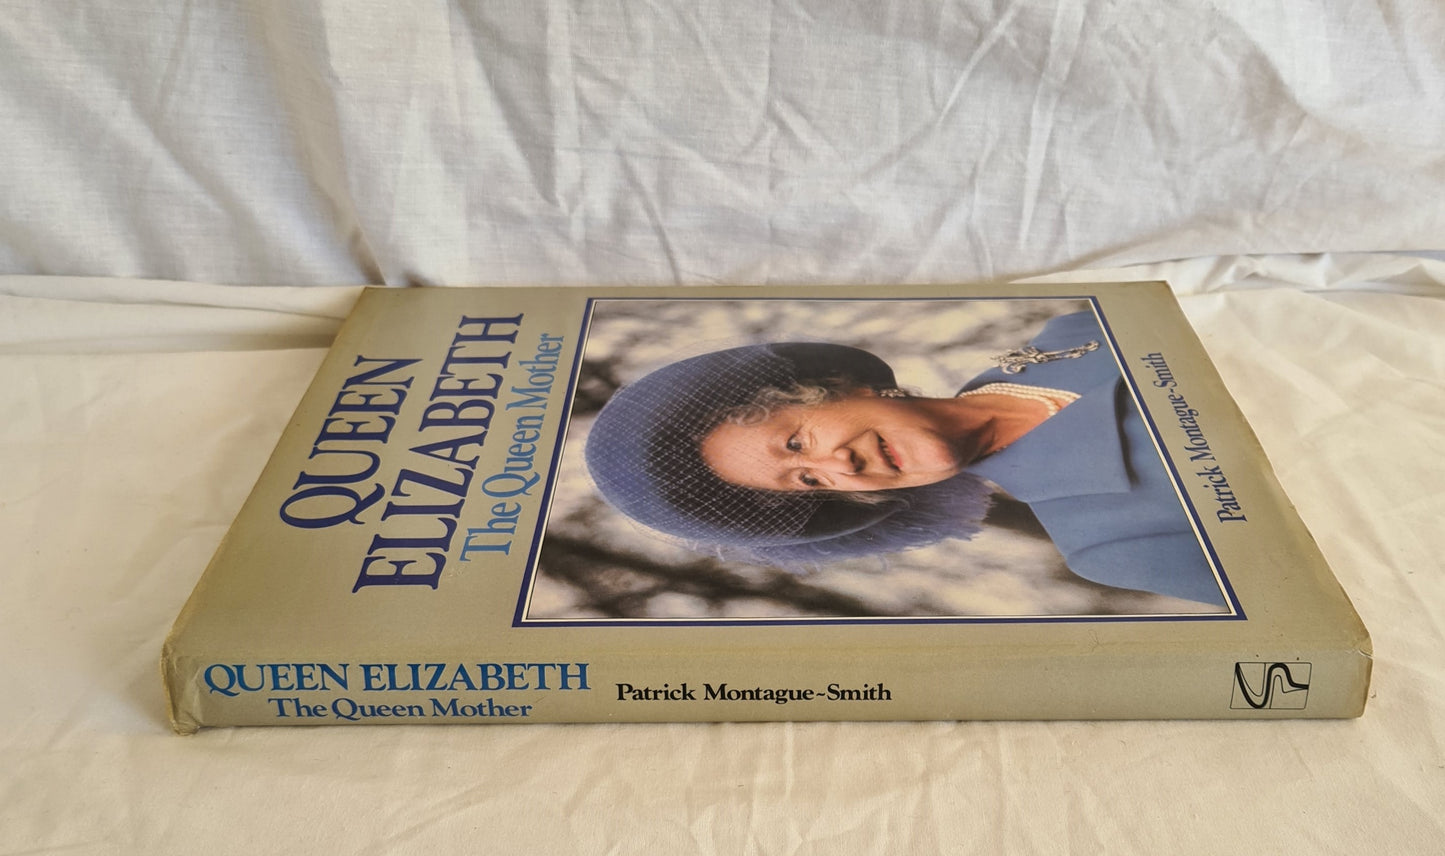 QUEEN
ELIZABETH
The Queen Mother
Patrick Montague~Smith
QUEEN ELIZABETH
The Queen Mother
Patrick Montague~Smith